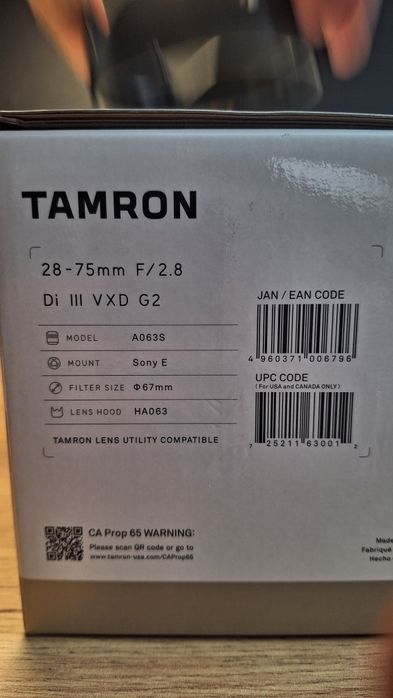 TAMRON
28-75mm F/2.8
Di III VXD G2
MODEL A063S
MOUNT Sony E
FILTER SIZE Φ67mm
LENS HOOD HA063
TAMRON LENS UTILITY COMPATIBLE
JAN / EAN CODE
4 960371 006796
UPC CODE
(For USA and CANADA ONLY)
7 25211 63001 2
CA Prop 65 WARNING:
Please scan QR code or go to
www.tamron-usa.com/CAProp65
Made
Fabriqué
Hecho